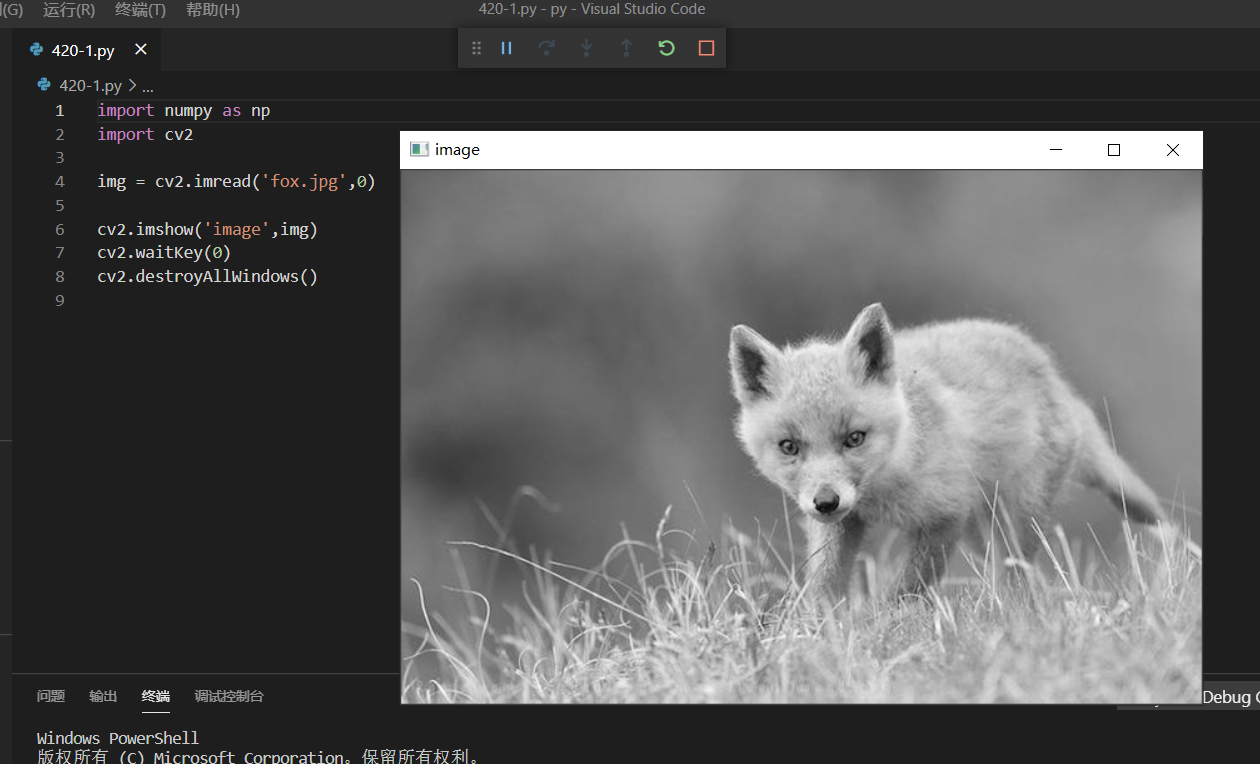 (G) 运行(R) 终端(T) 帮助(H) 420-1.py - py - Visual Studio Code
420-1.py
420-1.py > ...
1 import numpy as np
2 import cv2
3
4 img = cv2.imread('fox.jpg',0)
5
6 cv2.imshow('image',img)
7 cv2.waitKey(0)
8 cv2.destroyAllWindows()
9
image
问题 输出 终端 调试控制台
Debug
Windows PowerShell
版权所有 (C) Microsoft Corporation。保留所有权利。